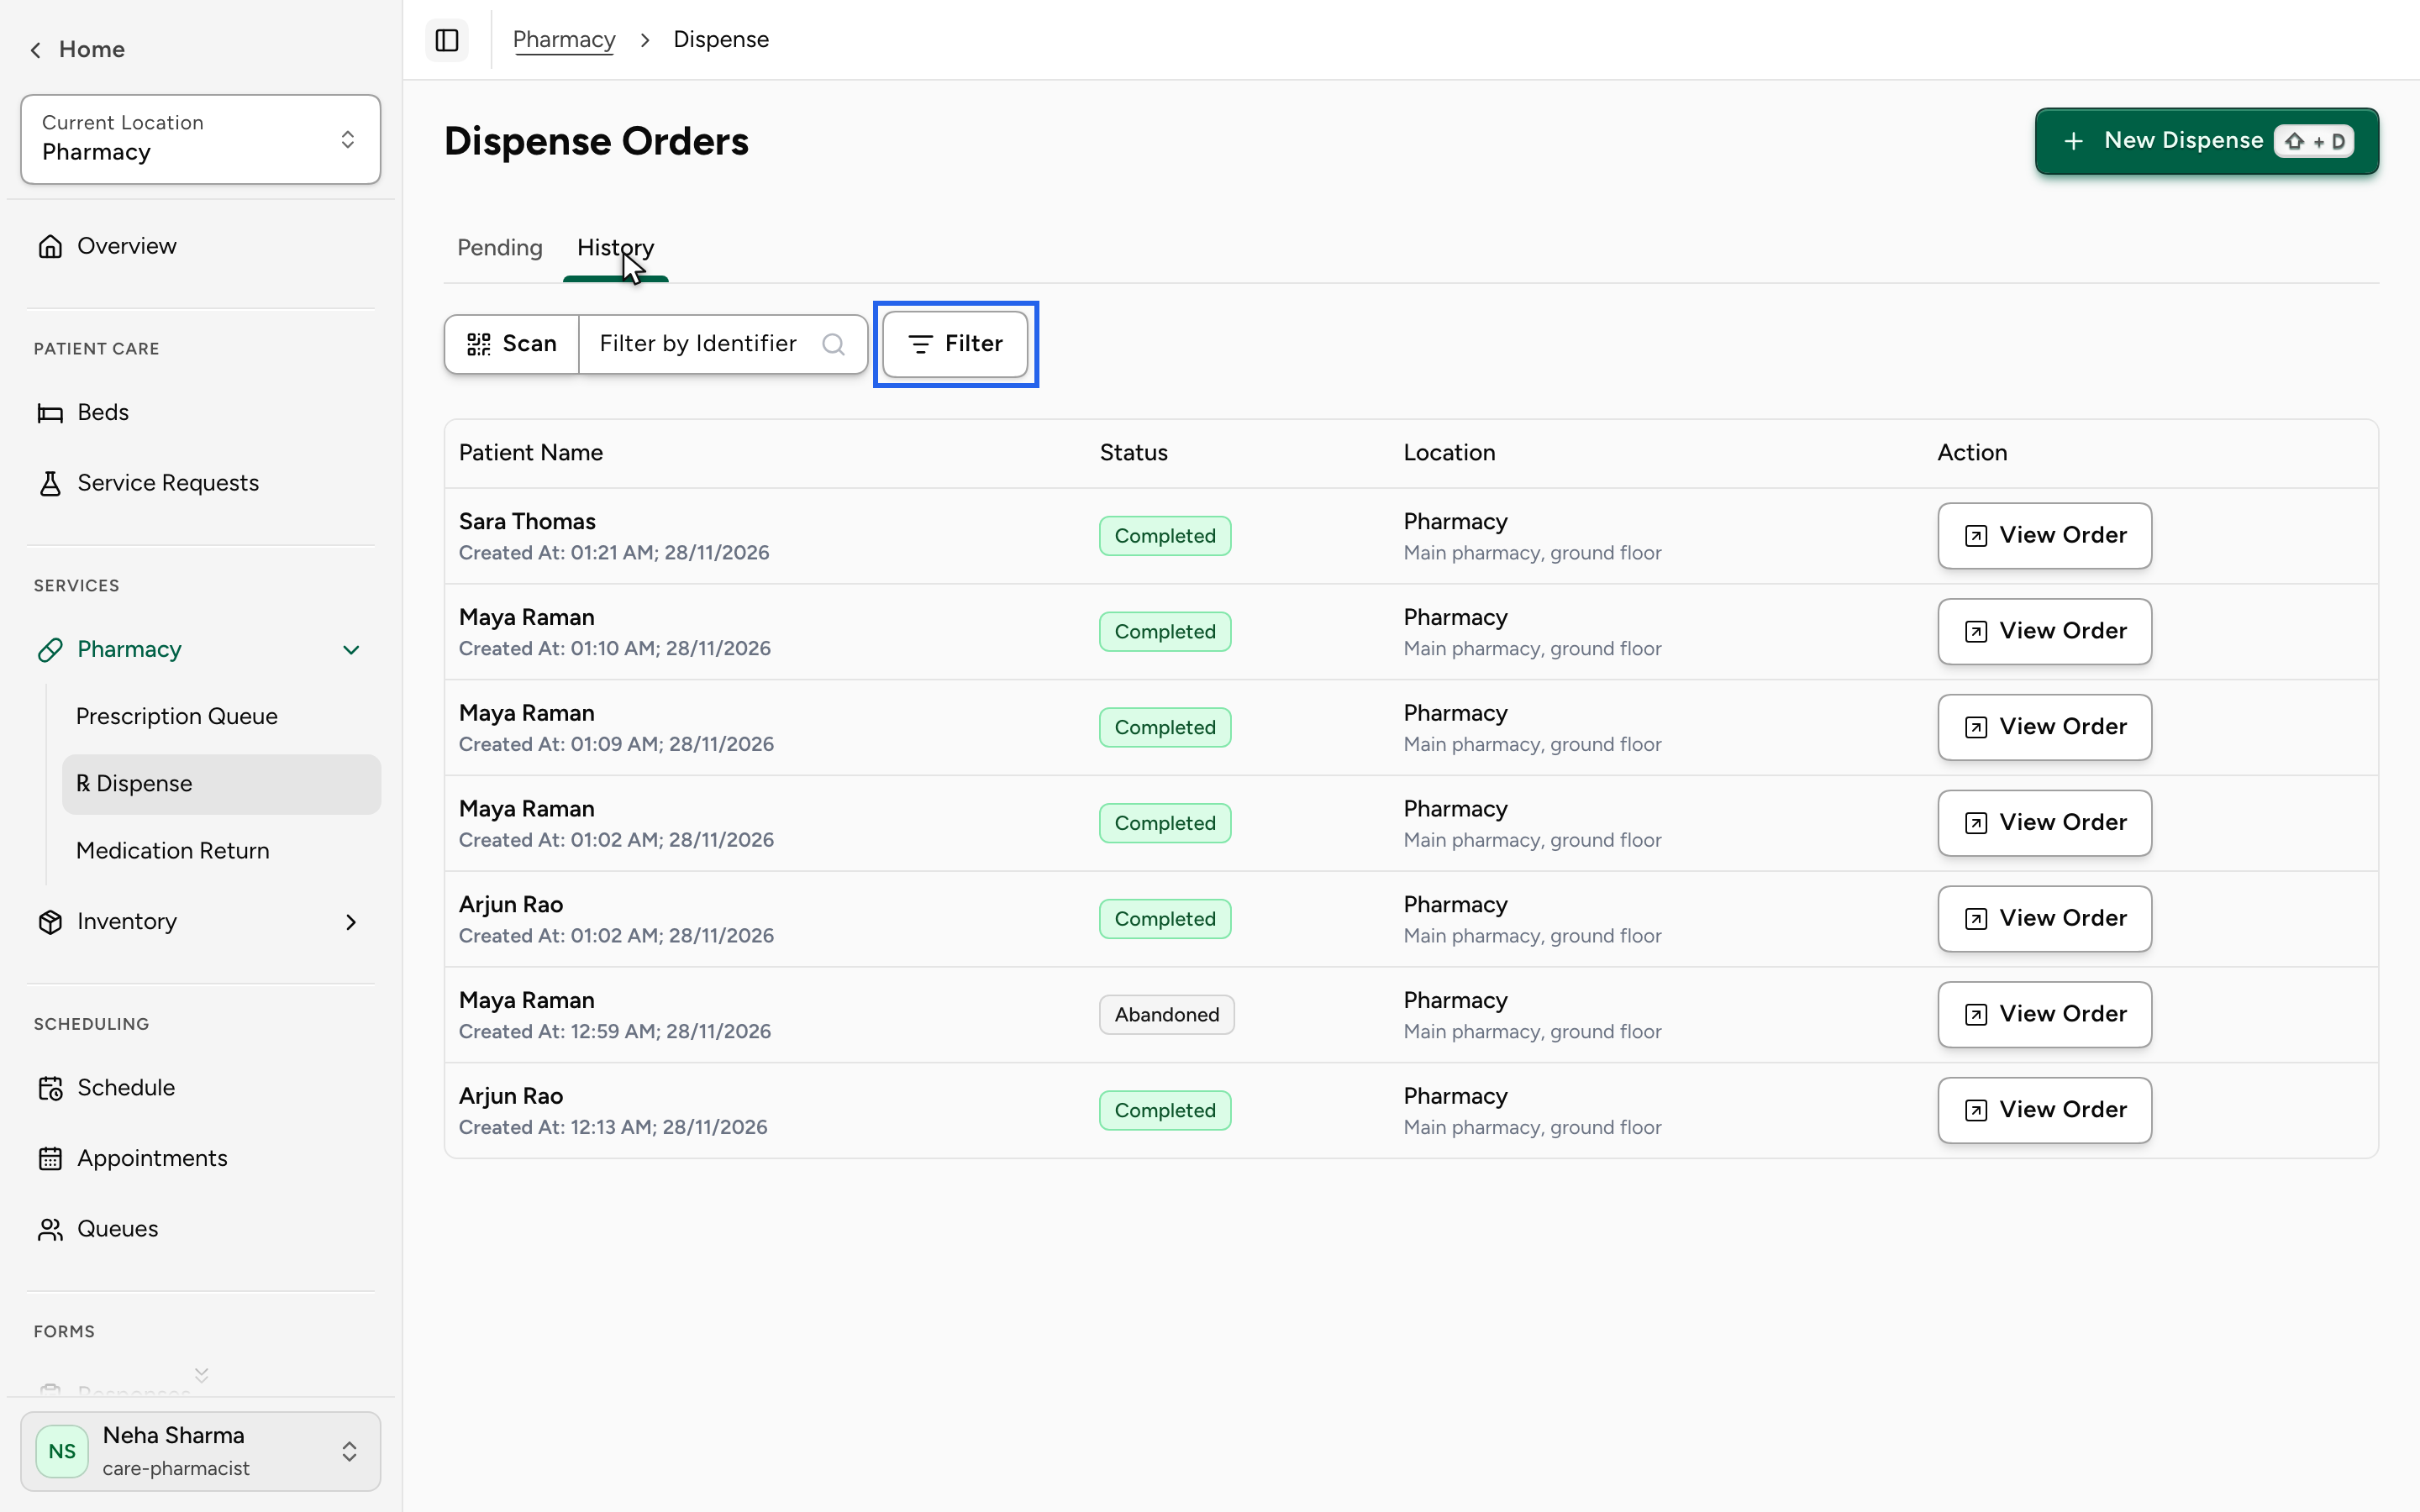 Home
Current Location
Pharmacy
Overview
PATIENT CARE
Beds
Service Requests
SERVICES
Pharmacy
Prescription Queue
℞ Dispense
Medication Return
Inventory
SCHEDULING
Schedule
Appointments
Queues
FORMS
Responses
NS
Neha Sharma
care-pharmacist
Pharmacy > Dispense
Dispense Orders
New Dispense ⇧ + D
Pending History
Scan Filter by Identifier Filter
Patient Name Status Location Action
Sara Thomas
Created At: 01:21 AM; 28/11/2026
Completed
Pharmacy
Main pharmacy, ground floor
View Order
Maya Raman
Created At: 01:10 AM; 28/11/2026
Completed
Pharmacy
Main pharmacy, ground floor
View Order
Maya Raman
Created At: 01:09 AM; 28/11/2026
Completed
Pharmacy
Main pharmacy, ground floor
View Order
Maya Raman
Created At: 01:02 AM; 28/11/2026
Completed
Pharmacy
Main pharmacy, ground floor
View Order
Arjun Rao
Created At: 01:02 AM; 28/11/2026
Completed
Pharmacy
Main pharmacy, ground floor
View Order
Maya Raman
Created At: 12:59 AM; 28/11/2026
Abandoned
Pharmacy
Main pharmacy, ground floor
View Order
Arjun Rao
Created At: 12:13 AM; 28/11/2026
Completed
Pharmacy
Main pharmacy, ground floor
View Order